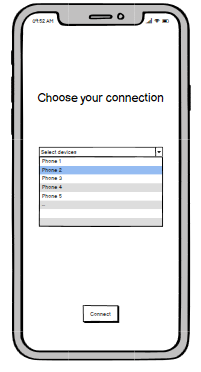 09:52 AM
Choose your connection
Select devices
Phone 1
Phone 2
Phone 3
Phone 4
Phone 5
...
Connect